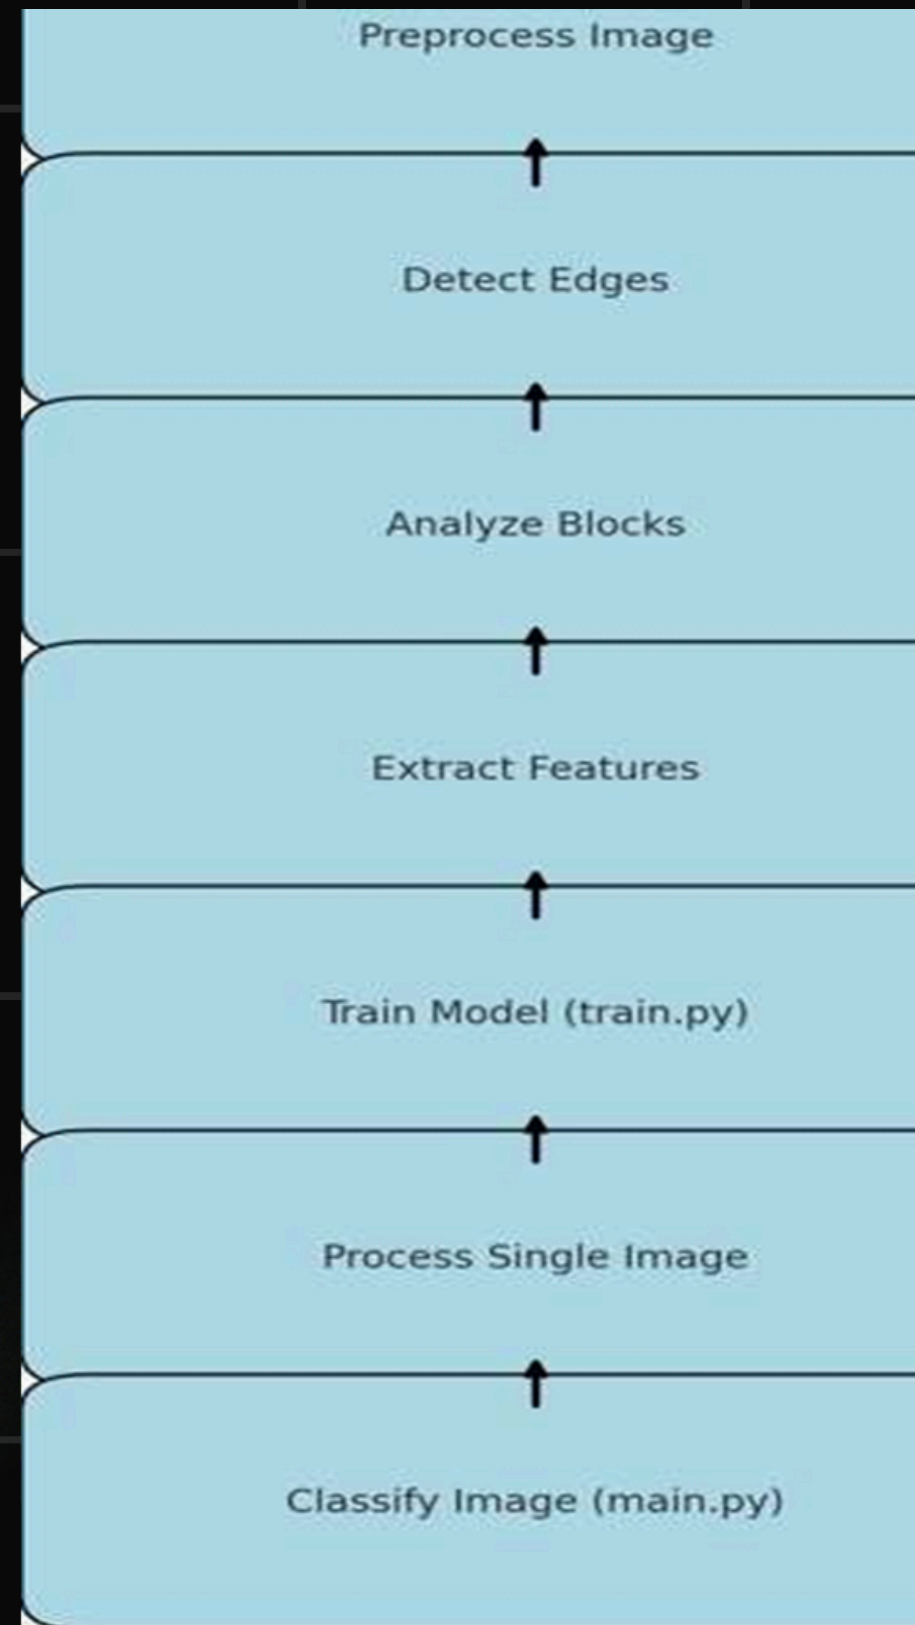 Preprocess Image
Detect Edges
Analyze Blocks
Extract Features
Train Model (train.py)
Process Single Image
Classify Image (main.py)